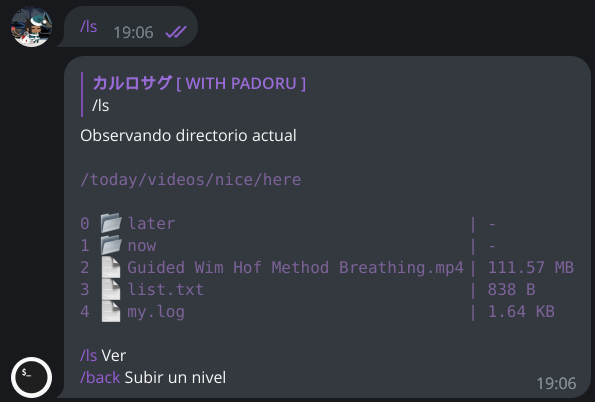 /ls 19:06
カルロサグ [ WITH PADORU ]
/ls
Observando directorio actual
/today/videos/nice/here
0 later | -
1 now | -
2 Guided Wim Hof Method Breathing.mp4 | 111.57 MB
3 list.txt | 838 B
4 my.log | 1.64 KB
/ls Ver
/back Subir un nivel
$_ 19:06